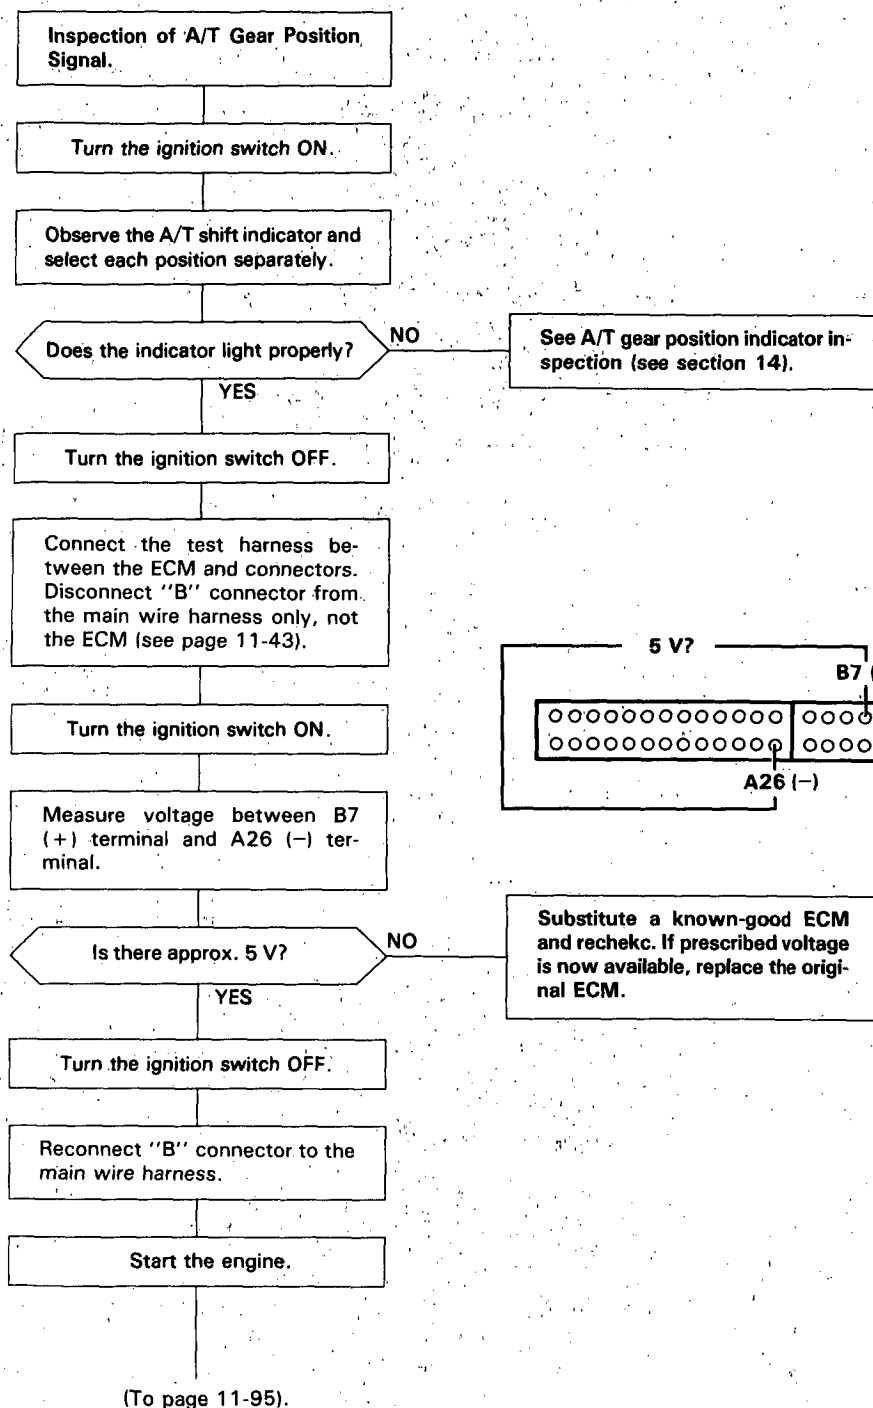 Inspection of A/T Gear Position
Signal.
Turn the ignition switch ON.
Observe the A/T shift indicator and
select each position separately.
Does the indicator light properly?
NO
See A/T gear position indicator in-
spection (see section 14).
YES
Turn the ignition switch OFF.
Connect the test harness be-
tween the ECM and connectors.
Disconnect "B" connector from
the main wire harness only, not
the ECM (see page 11-43).
Turn the ignition switch ON.
5 V?
B7 (
A26 (−)
Measure voltage between B7
(+) terminal and A26 (−) ter-
minal.
Is there approx. 5 V?
NO
Substitute a known-good ECM
and rechekc. If prescribed voltage
is now available, replace the origi-
nal ECM.
YES
Turn the ignition switch OFF.
Reconnect "B" connector to the
main wire harness.
Start the engine.
(To page 11-95).